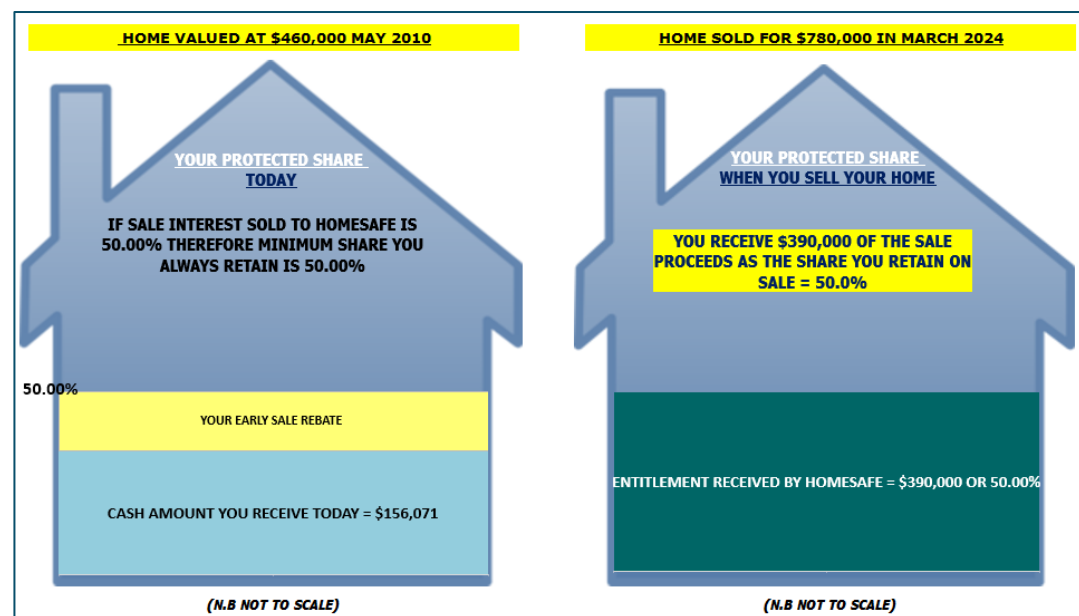 HOME VALUED AT $460,000 MAY 2010
YOUR PROTECTED SHARE
TODAY
IF SALE INTEREST SOLD TO HOMESAFE IS
50.00% THEREFORE MINIMUM SHARE YOU
ALWAYS RETAIN IS 50.00%
50.00%
YOUR EARLY SALE REBATE
CASH AMOUNT YOU RECEIVE TODAY = $156,071
(N.B NOT TO SCALE)
HOME SOLD FOR $780,000 IN MARCH 2024
YOUR PROTECTED SHARE
WHEN YOU SELL YOUR HOME
YOU RECEIVE $390,000 OF THE SALE
PROCEEDS AS THE SHARE YOU RETAIN ON
SALE = 50.0%
ENTITLEMENT RECEIVED BY HOMESAFE = $390,000 OR 50.00%
(N.B NOT TO SCALE)